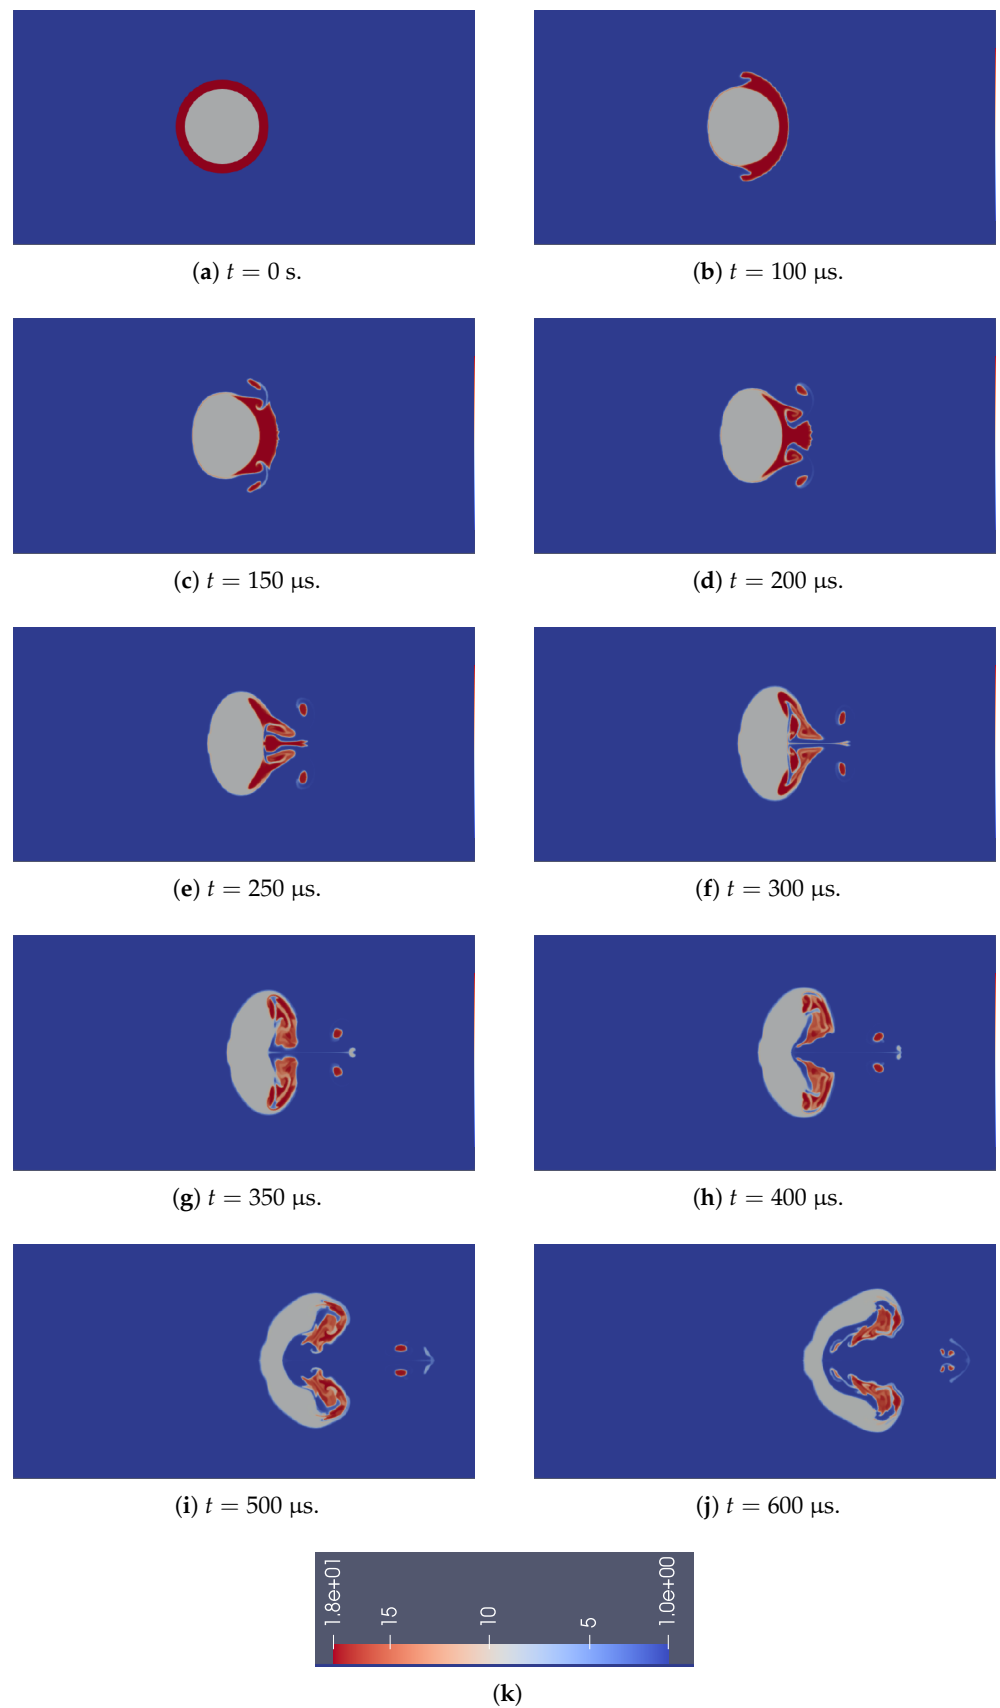 (a) t = 0 s.
(b) t = 100 μs.
(c) t = 150 μs.
(d) t = 200 μs.
(e) t = 250 μs.
(f) t = 300 μs.
(g) t = 350 μs.
(h) t = 400 μs.
(i) t = 500 μs.
(j) t = 600 μs.
1.8e+01
15
10
5
1.0e+00
(k)